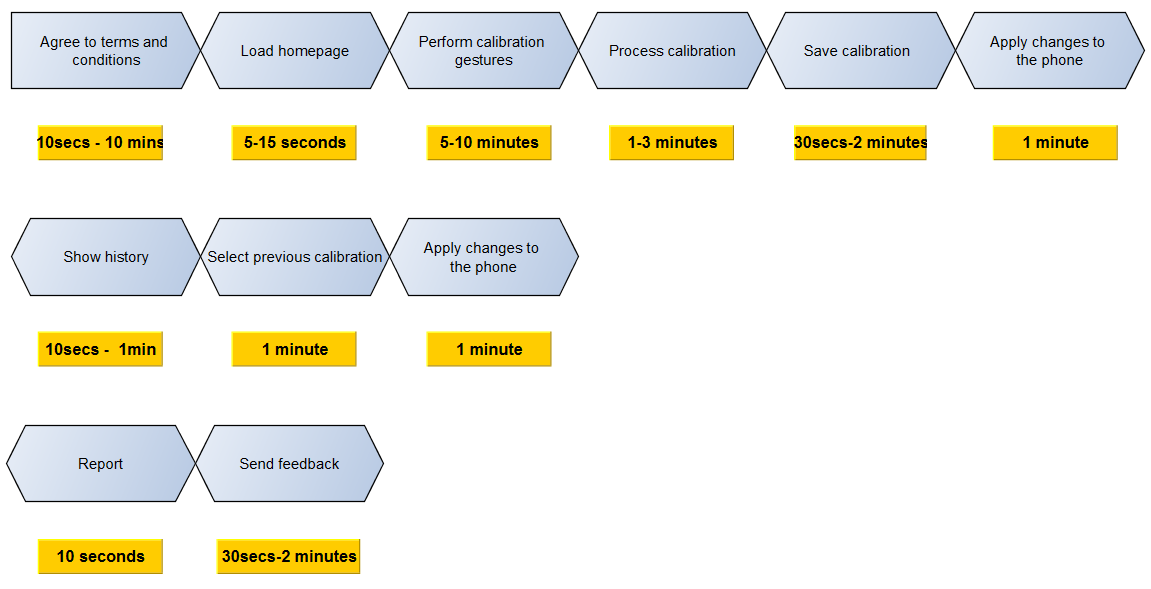 Agree to terms and
conditions
Load homepage
Perform calibration
gestures
Process calibration
Save calibration
Apply changes to
the phone
10secs - 10 mins
5-15 seconds
5-10 minutes
1-3 minutes
30secs-2 minutes
1 minute
Show history
Select previous calibration
Apply changes to
the phone
10secs -  1min
1 minute
1 minute
Report
Send feedback
10 seconds
30secs-2 minutes